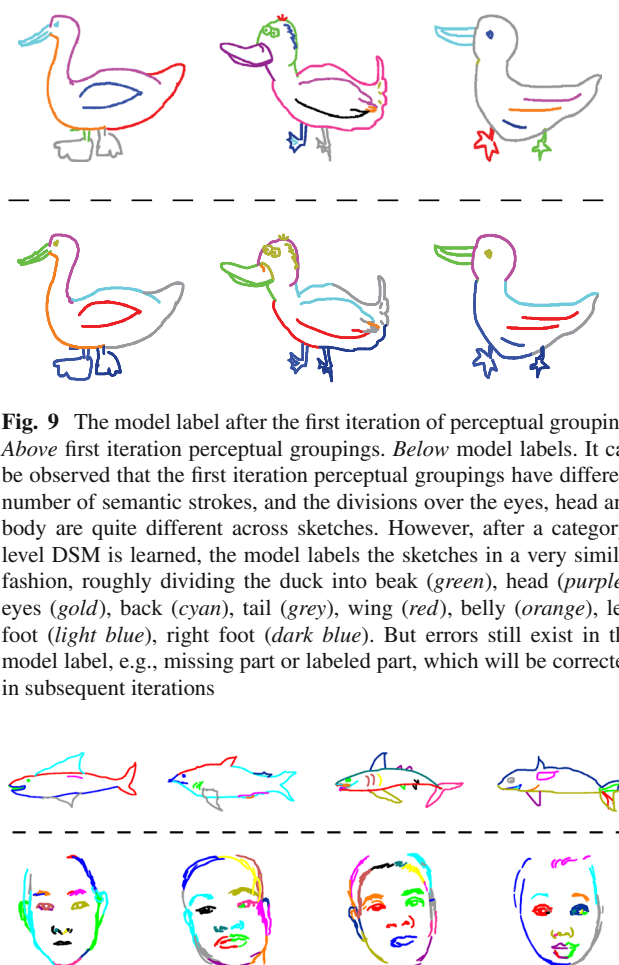 Fig. 9 The model label after the first iteration of perceptual groupin
Above first iteration perceptual groupings. Below model labels. It ca
be observed that the first iteration perceptual groupings have differe
number of semantic strokes, and the divisions over the eyes, head an
body are quite different across sketches. However, after a category
level DSM is learned, the model labels the sketches in a very simil
fashion, roughly dividing the duck into beak (green), head (purple
eyes (gold), back (cyan), tail (grey), wing (red), belly (orange), le
foot (light blue), right foot (dark blue). But errors still exist in th
model label, e.g., missing part or labeled part, which will be correcte
in subsequent iterations